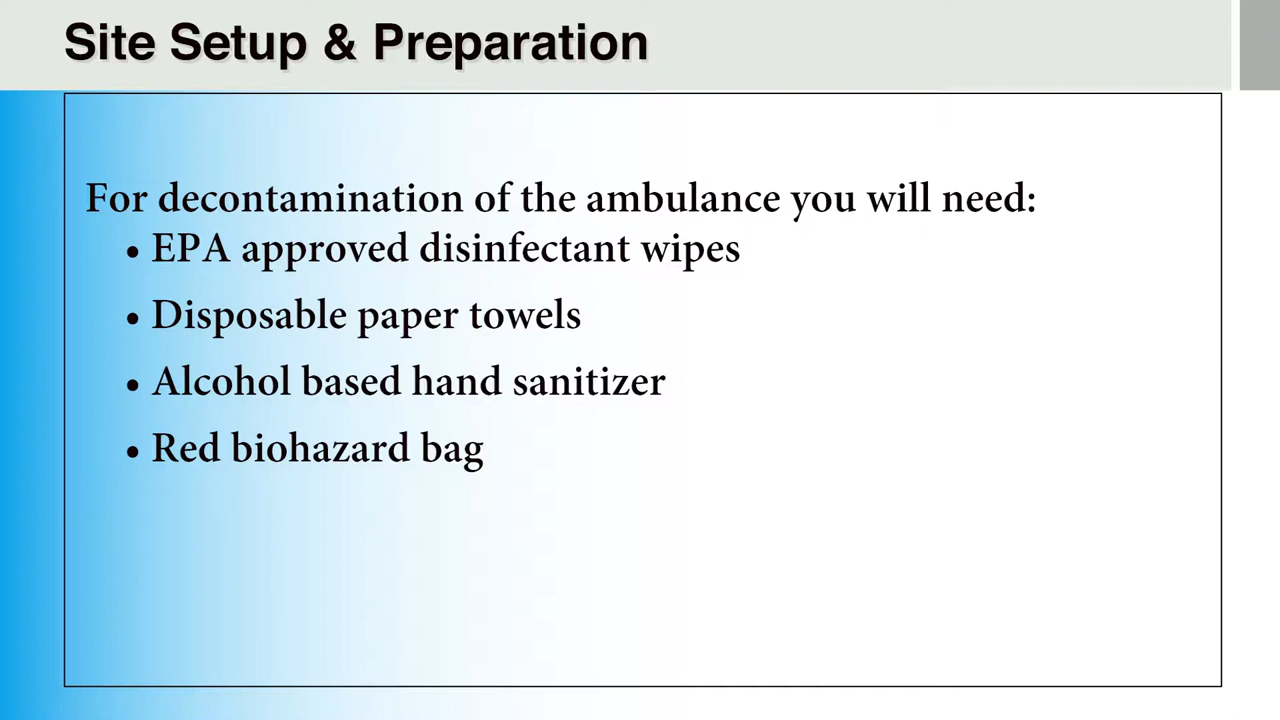 Site Setup & Preparation
For decontamination of the ambulance you will need:
• EPA approved disinfectant wipes
• Disposable paper towels
• Alcohol based hand sanitizer
• Red biohazard bag